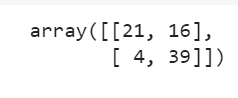 array([[21, 16],
       [ 4, 39]])